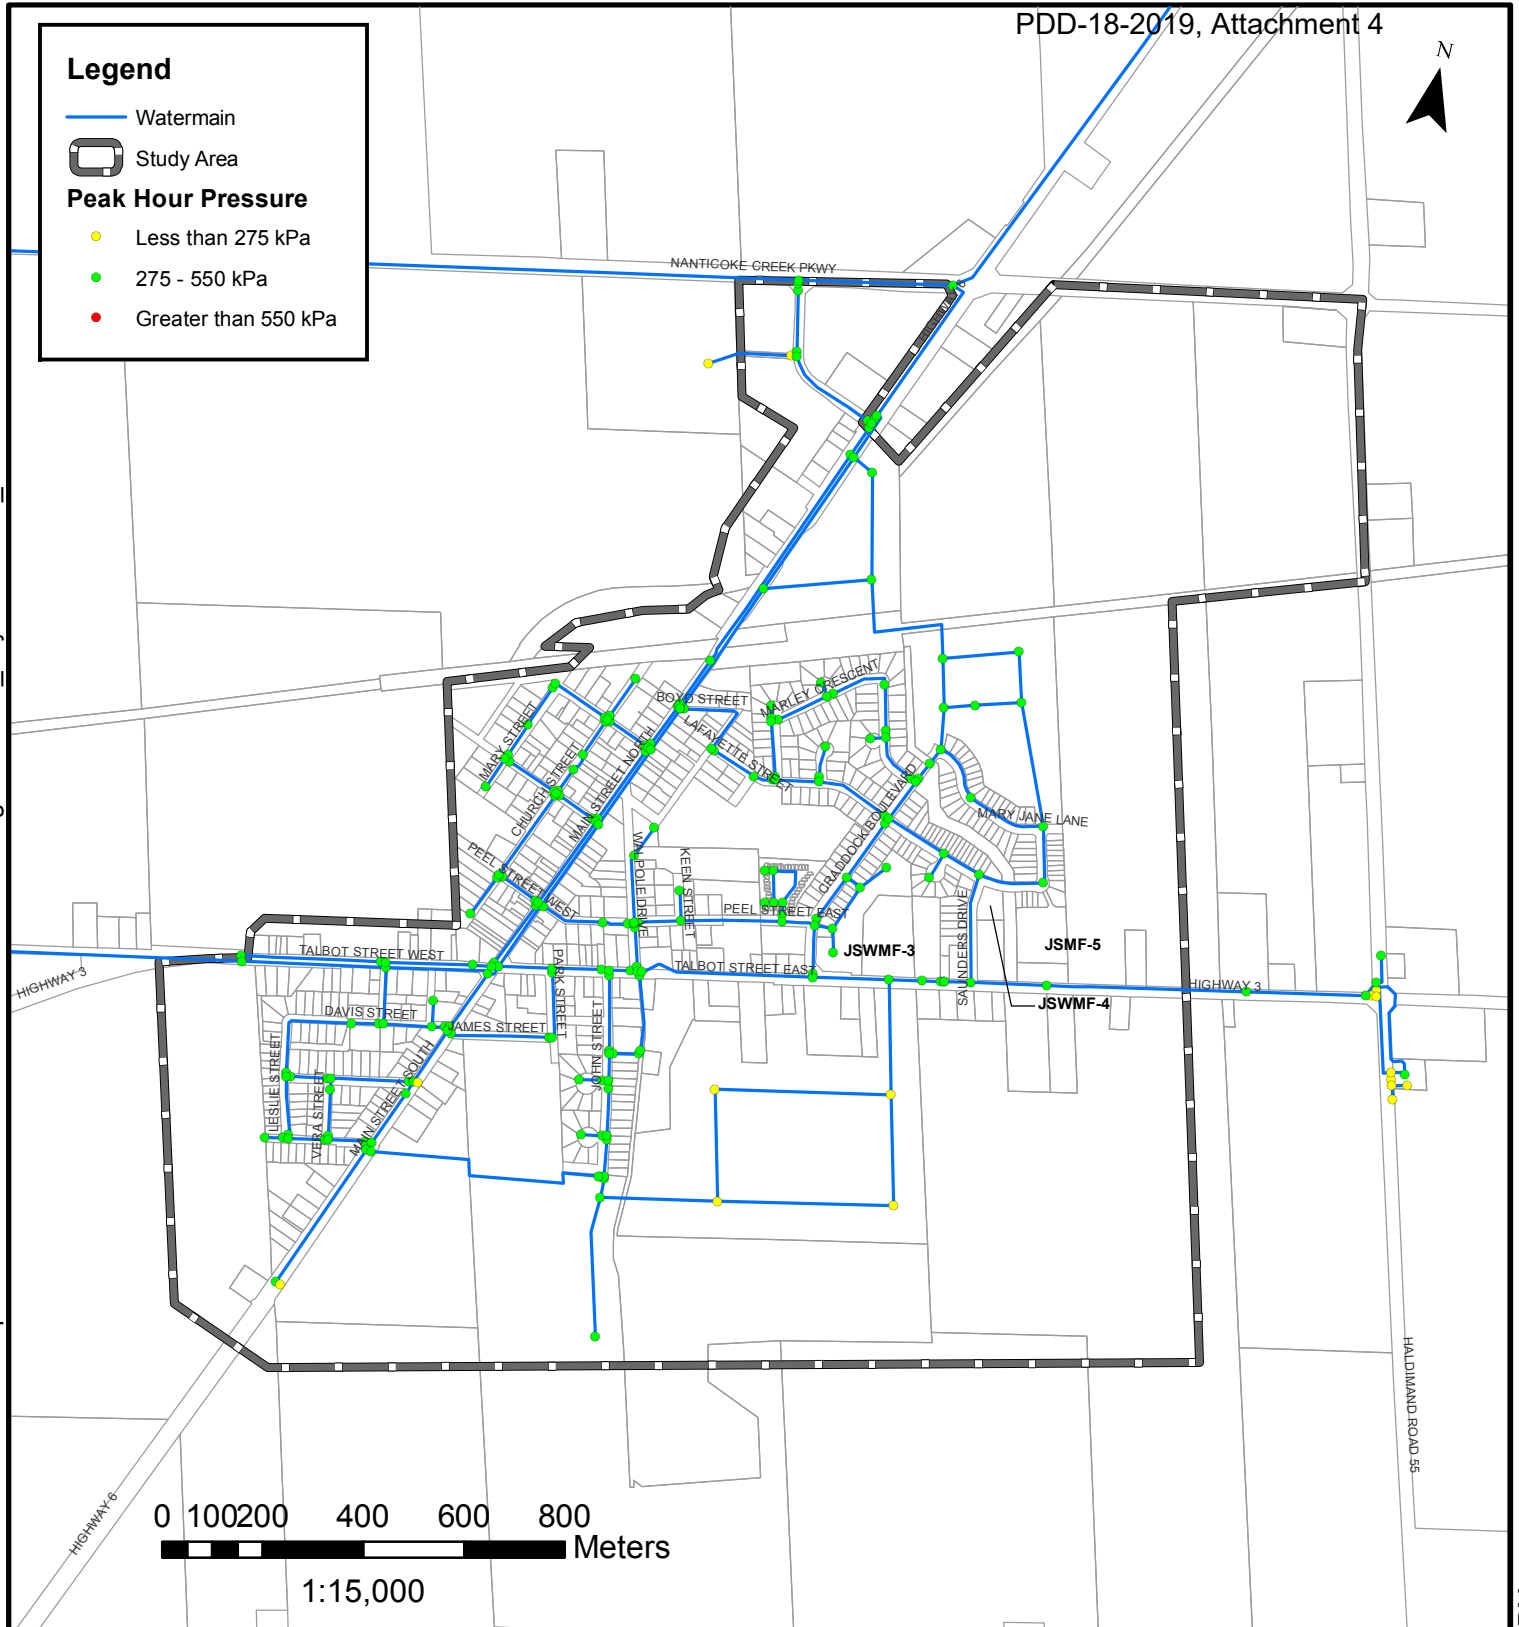 PDD-18-2019, Attachment 4
N
Legend
Watermain
Study Area
Peak Hour Pressure
Less than 275 kPa
275 - 550 kPa
Greater than 550 kPa
NANTICOKE CREEK PKWY
HIGHWAY 6
BOYD STREET
MARLEY CRESCENT
LAFAYETTE STREET
MARY STREET
CHURCH STREET
MAIN STREET NORTH
CRADDOCK BOULEVARD
MARY JANE LANE
PEEL STREET WEST
WALPOLE DRIVE
KEEN STREET
PEEL STREET EAST
SAUNDERS DRIVE
JSWMF-3
JSMF-5
JSWMF-4
TALBOT STREET WEST
TALBOT STREET EAST
HIGHWAY 3
HIGHWAY 3
PARK STREET
DAVIS STREET
JAMES STREET
JOHN STREET
LESLIE STREET
VERA STREET
MAIN STREET SOUTH
HALDIMAND ROAD 55
HIGHWAY 6
0 100 200 400 600 800
Meters
1:15,000